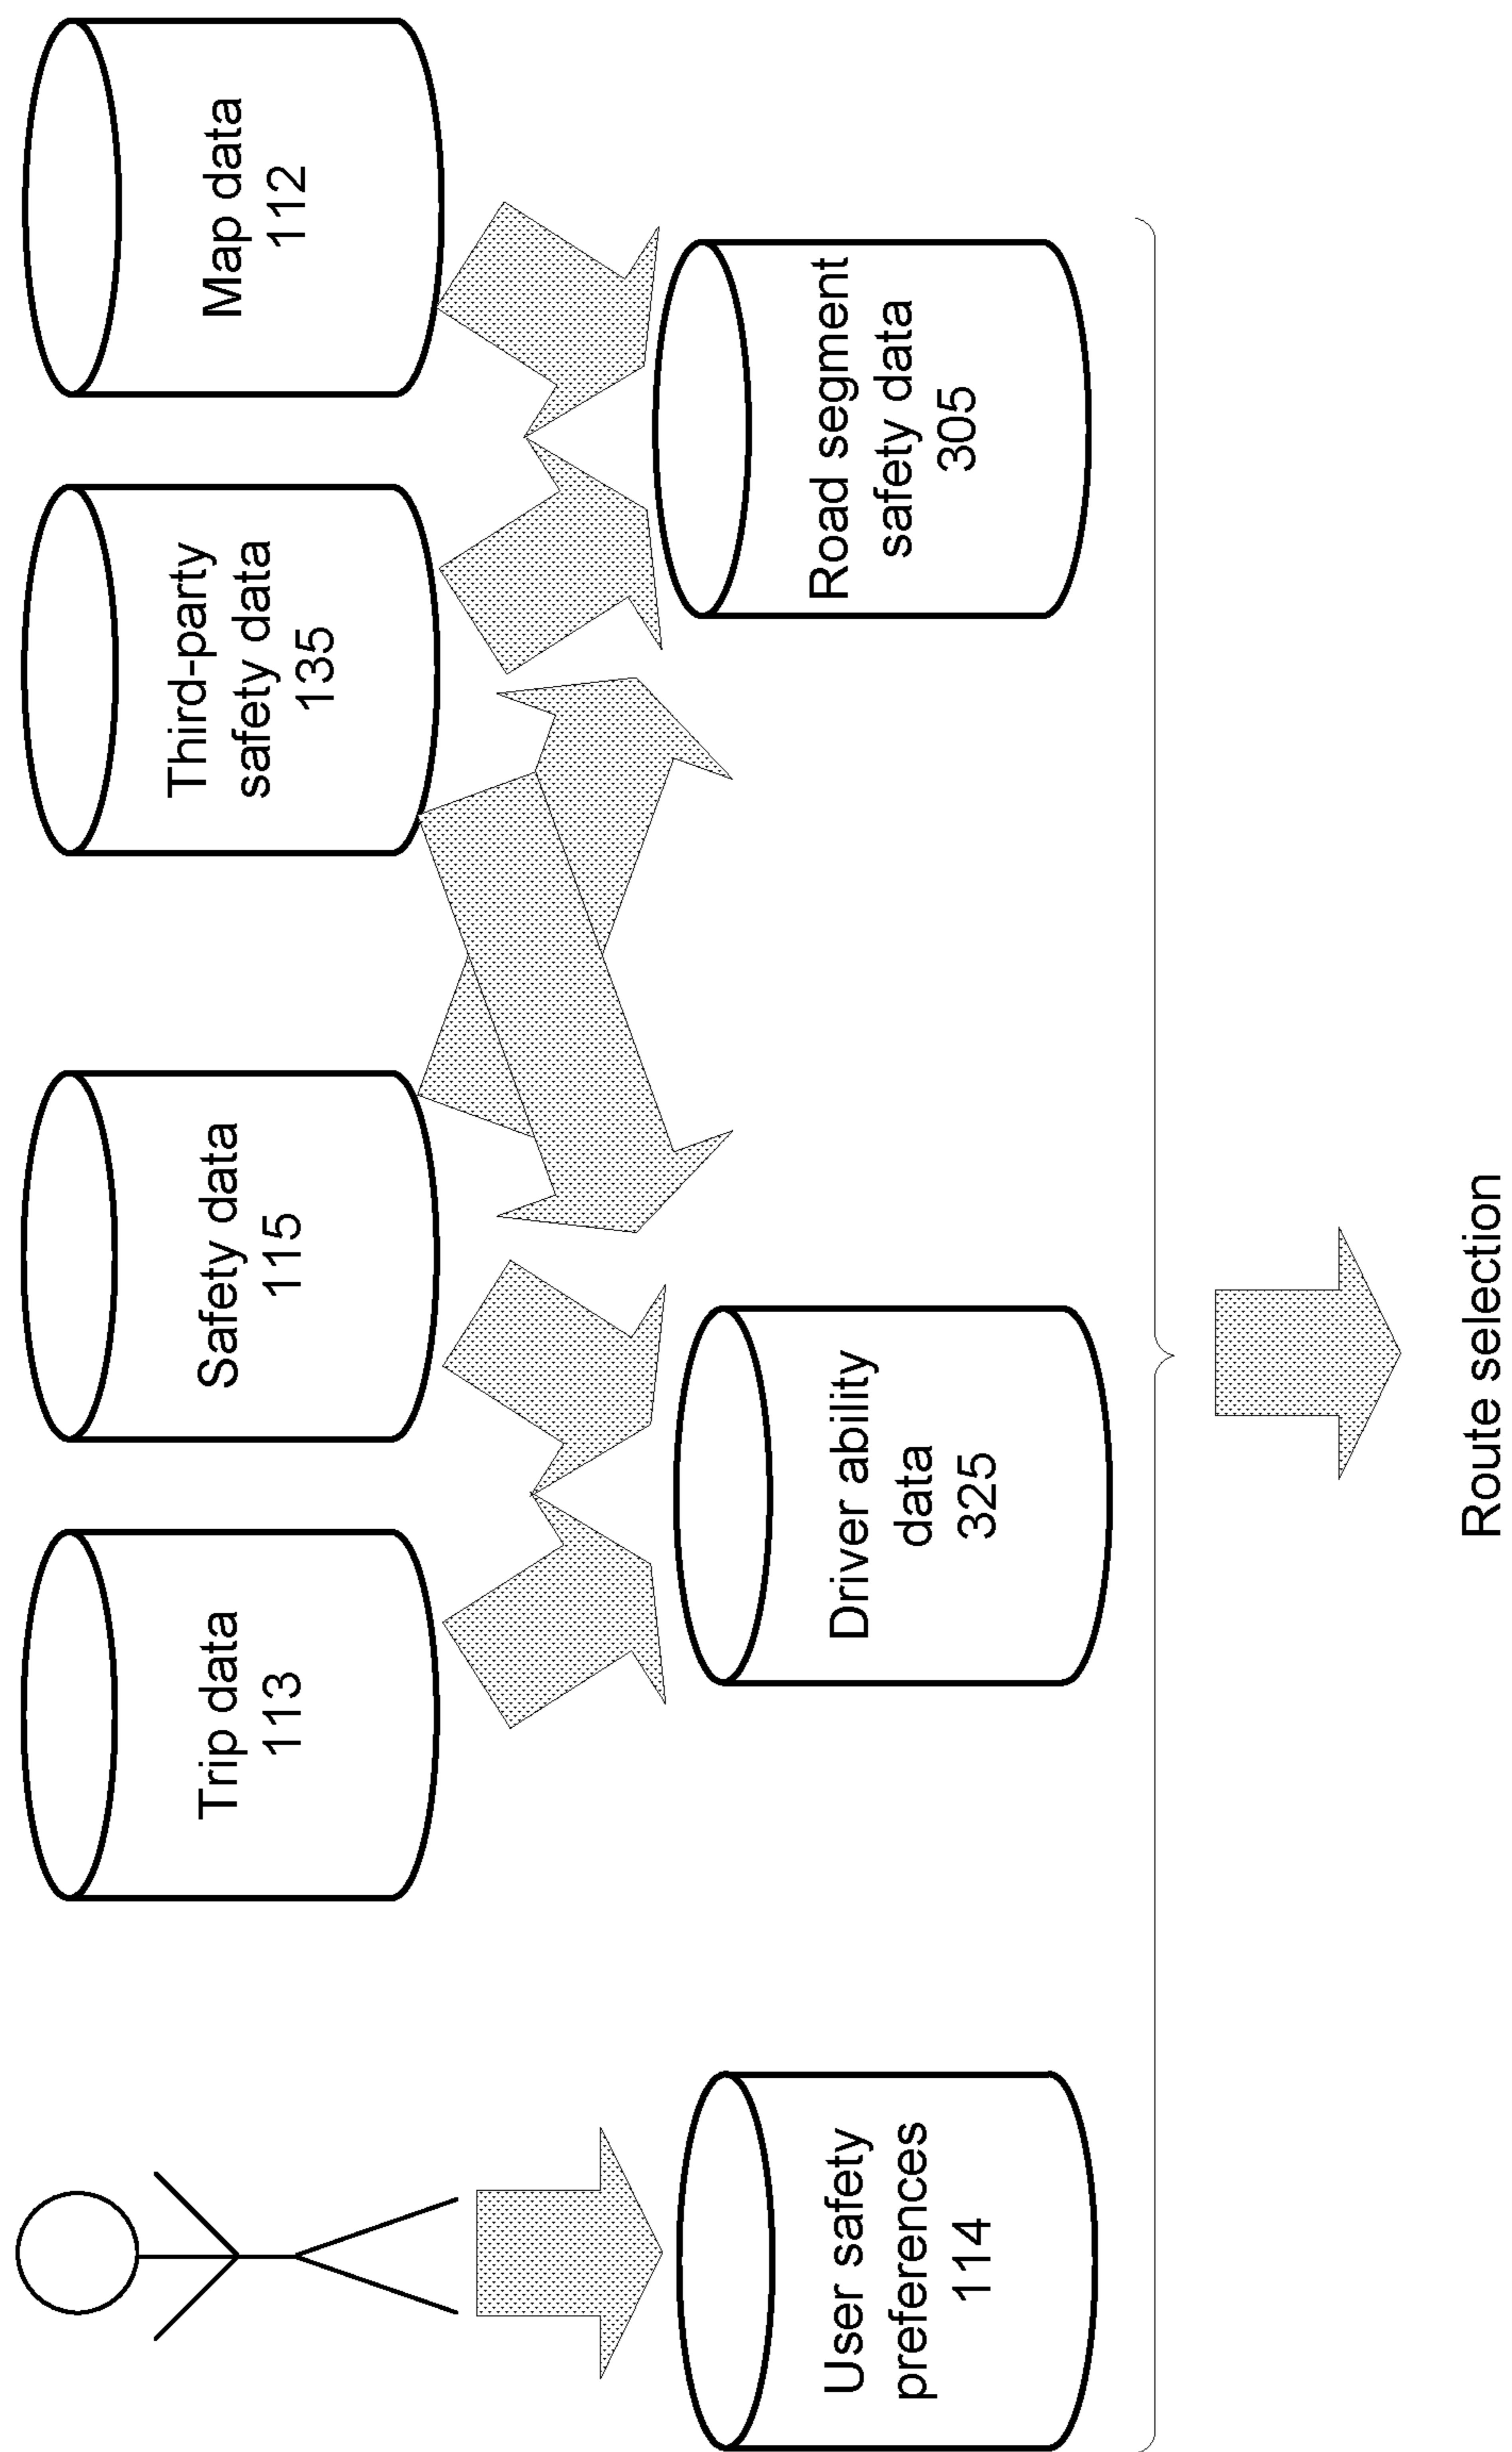 Trip data
113
Safety data
115
Third-party
safety data
135
Map data
112
User safety
preferences
114
Driver ability
data
325
Road segment
safety data
305
Route selection